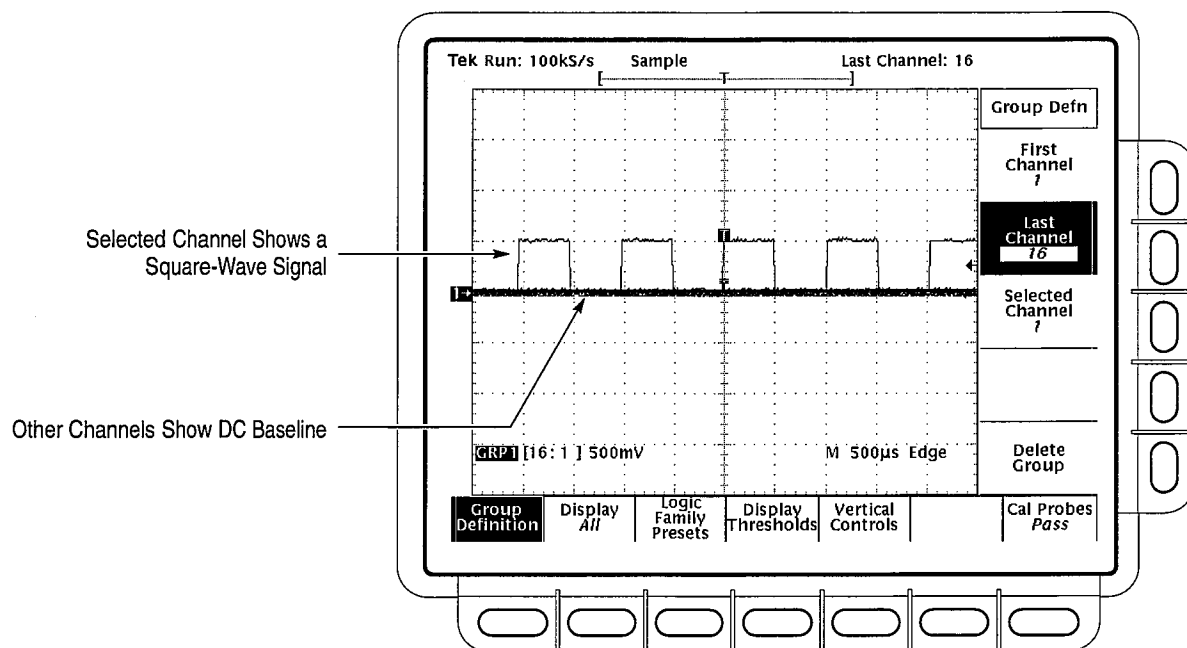 Tek Run: 100kS/s Sample Last Channel: 16
Group Defn
First
Channel
1
Last
Channel
16
Selected
Channel
1
Delete
Group
T
1
Selected Channel Shows a
Square-Wave Signal
Other Channels Show DC Baseline
GRP1 [16: 1 ] 500mV M 500µs Edge
Group
Definition
Display
All
Logic
Family
Presets
Display
Thresholds
Vertical
Controls
Cal Probes
Pass